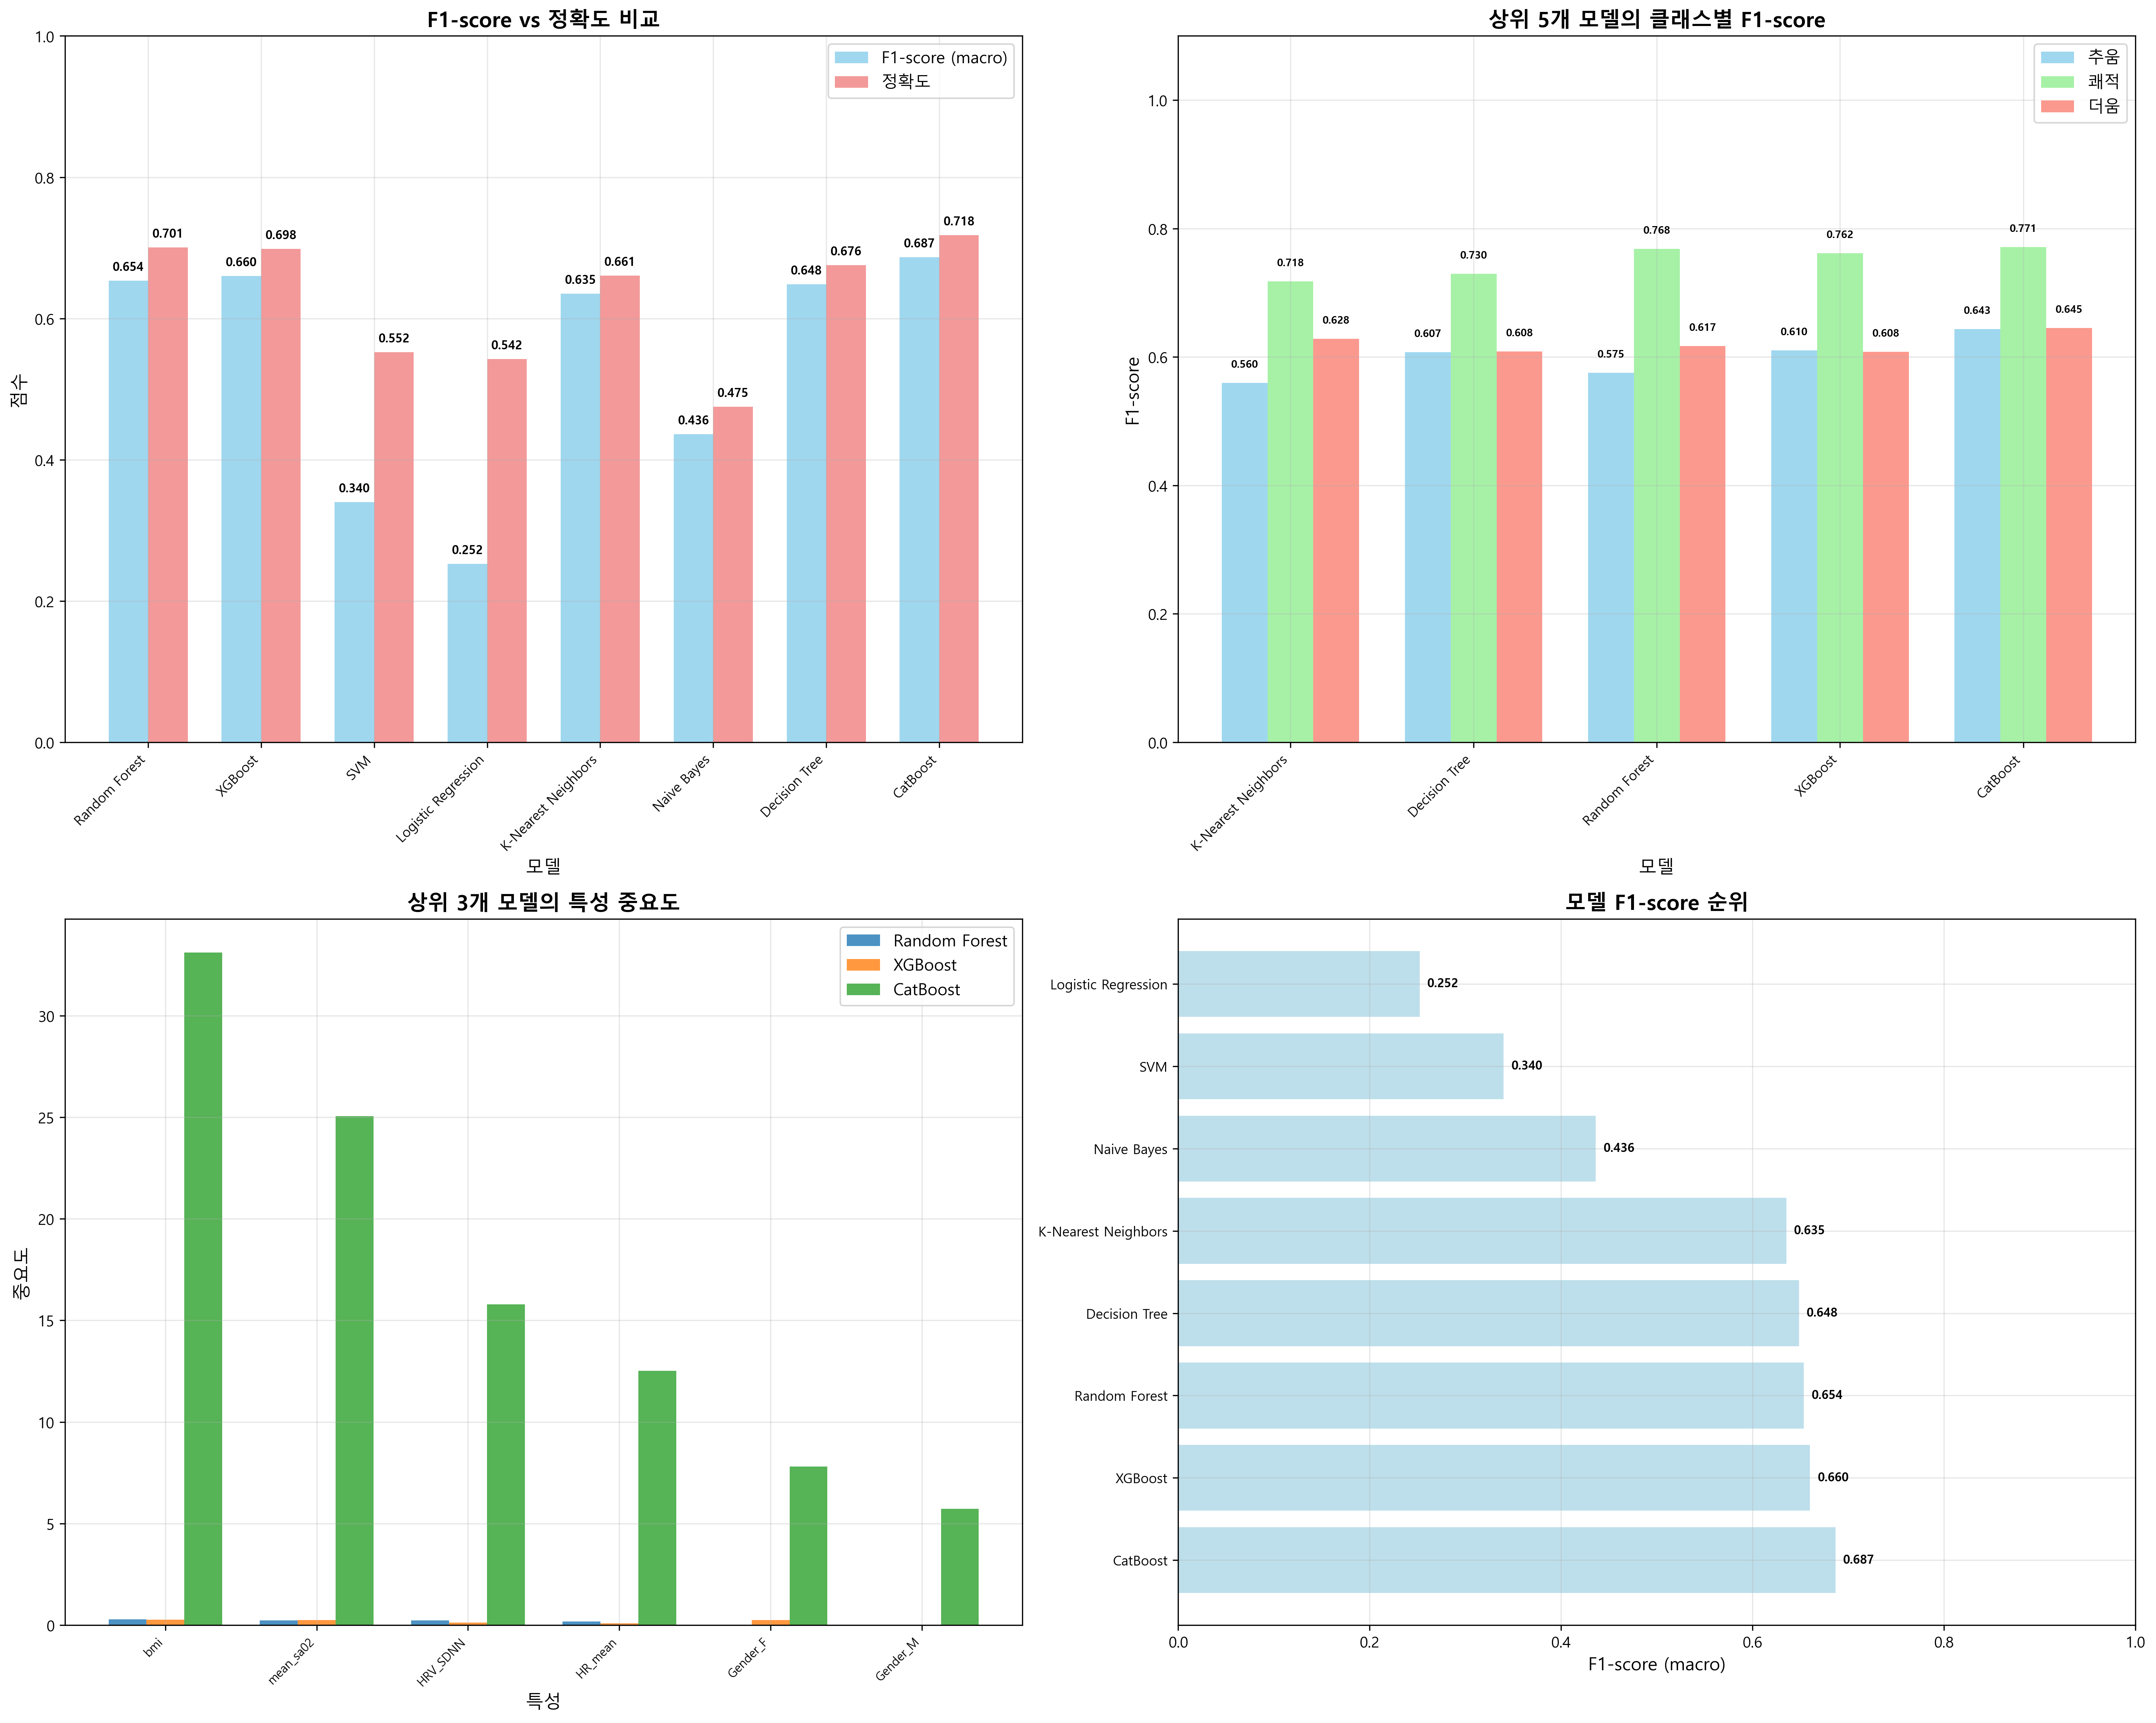 F1-score vs 정확도 비교
F1-score (macro)
정확도
1.0
0.8
0.6
0.4
0.2
0.0
점수
0.654
0.701
0.660
0.698
0.340
0.552
0.252
0.542
0.635
0.661
0.436
0.475
0.648
0.676
0.687
0.718
Random Forest
XGBoost
SVM
Logistic Regression
K-Nearest Neighbors
Naive Bayes
Decision Tree
CatBoost
모델
상위 5개 모델의 클래스별 F1-score
추움
쾌적
더움
1.0
0.8
0.6
0.4
0.2
0.0
F1-score
0.560
0.718
0.628
0.607
0.730
0.608
0.575
0.768
0.617
0.610
0.762
0.608
0.643
0.771
0.645
K-Nearest Neighbors
Decision Tree
Random Forest
XGBoost
CatBoost
모델
상위 3개 모델의 특성 중요도
Random Forest
XGBoost
CatBoost
30
25
20
15
10
5
0
중요도
bmi
mean_sa02
HRV_SDNN
HR_mean
Gender_F
Gender_M
특성
모델 F1-score 순위
Logistic Regression
0.252
SVM
0.340
Naive Bayes
0.436
K-Nearest Neighbors
0.635
Decision Tree
0.648
Random Forest
0.654
XGBoost
0.660
CatBoost
0.687
0.0
0.2
0.4
0.6
0.8
1.0
F1-score (macro)